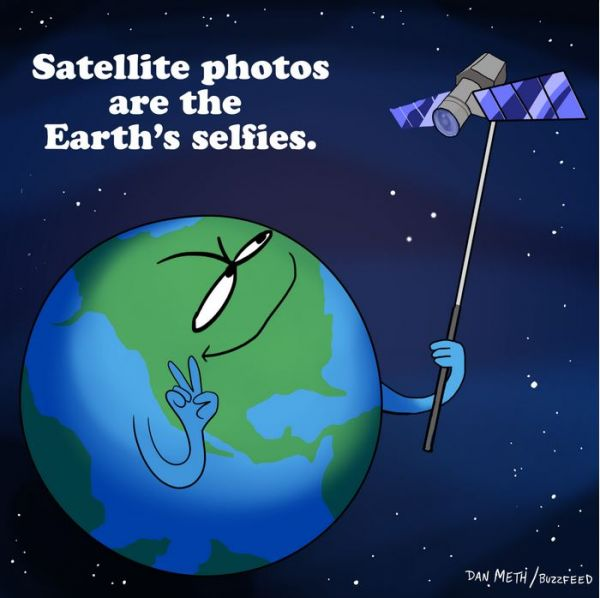 Satellite photos
are the
Earth's selfies.
DAN METH/BUZZFEED